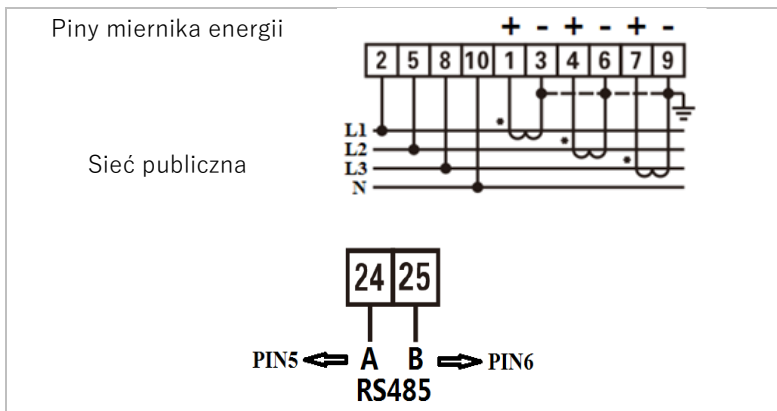 Piny miernika energii
+ - + - + -
2 5 8 10 1 3 4 6 7 9
*
L1
L2 *
Sieć publiczna
L3 *
N
24 25
PIN5 A B PIN6
RS485